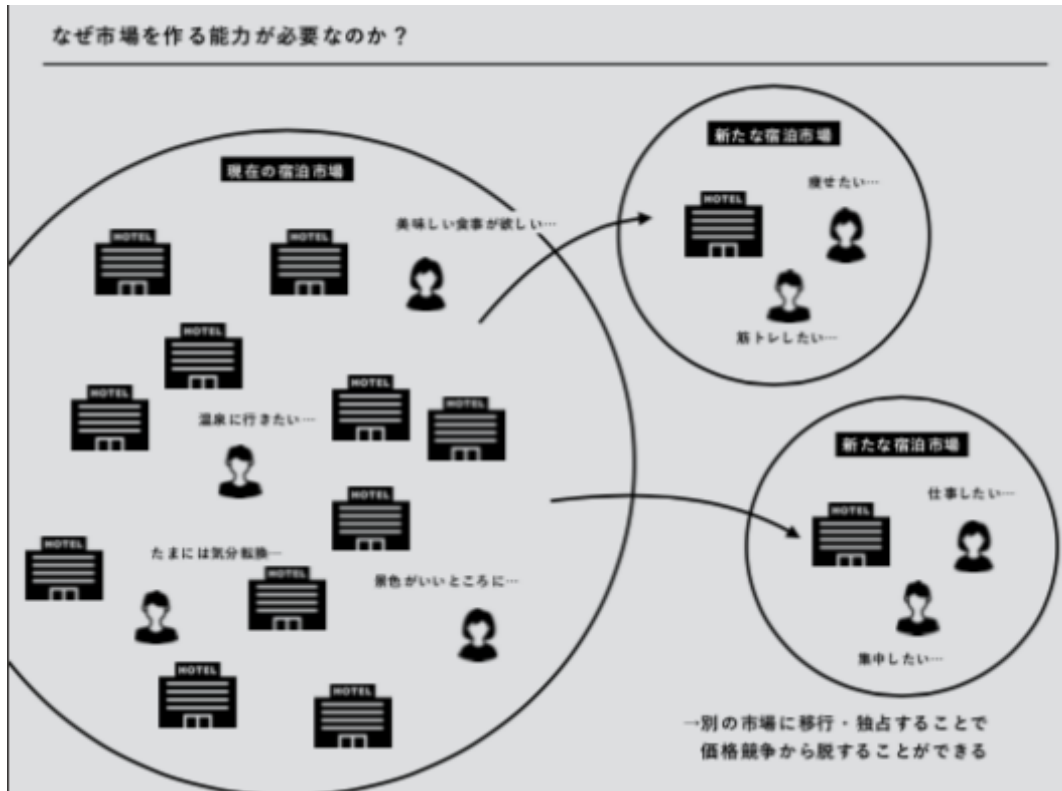 なぜ市場を作る能力が必要なのか？
現在の宿泊市場
HOTEL
HOTEL
美味しい食事が欲しい…
HOTEL
HOTEL
HOTEL
HOTEL
温泉に行きたい…
HOTEL
HOTEL
たまには気分転換…
HOTEL
景色がいいところに…
HOTEL
HOTEL
新たな宿泊市場
痩せたい…
HOTEL
筋トレしたい…
新たな宿泊市場
仕事したい…
HOTEL
集中したい…
→別の市場に移行・独占することで
価格競争から脱することができる